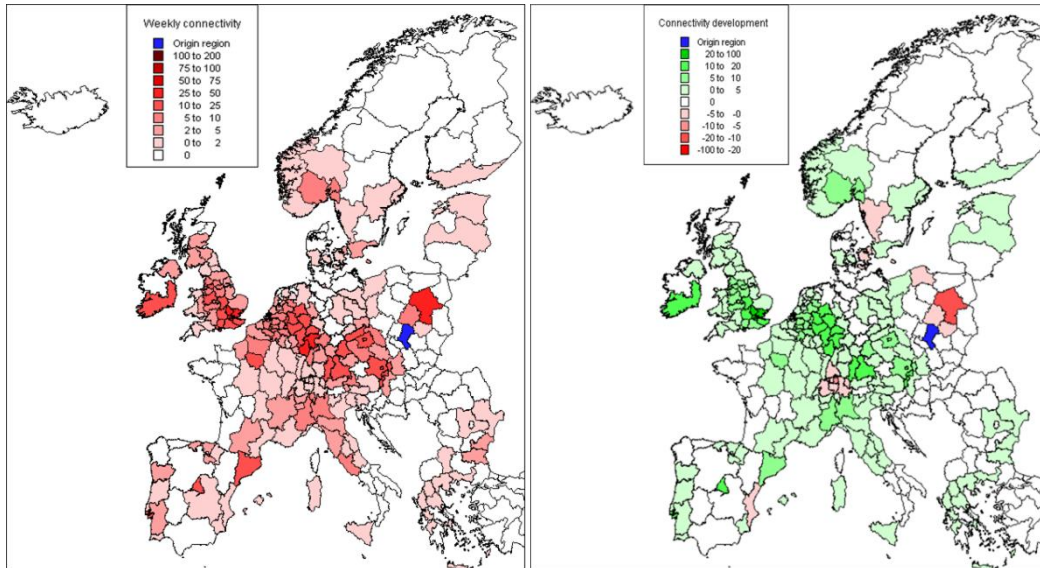 Weekly connectivity
Origin region
100 to 200
75 to 100
50 to 75
25 to 50
10 to 25
5 to 10
2 to 5
0 to 2
0
Connectivity development
Origin region
20 to 100
10 to 20
5 to 10
0 to 5
0
-5 to -0
-10 to -5
-20 to -10
-100 to -20